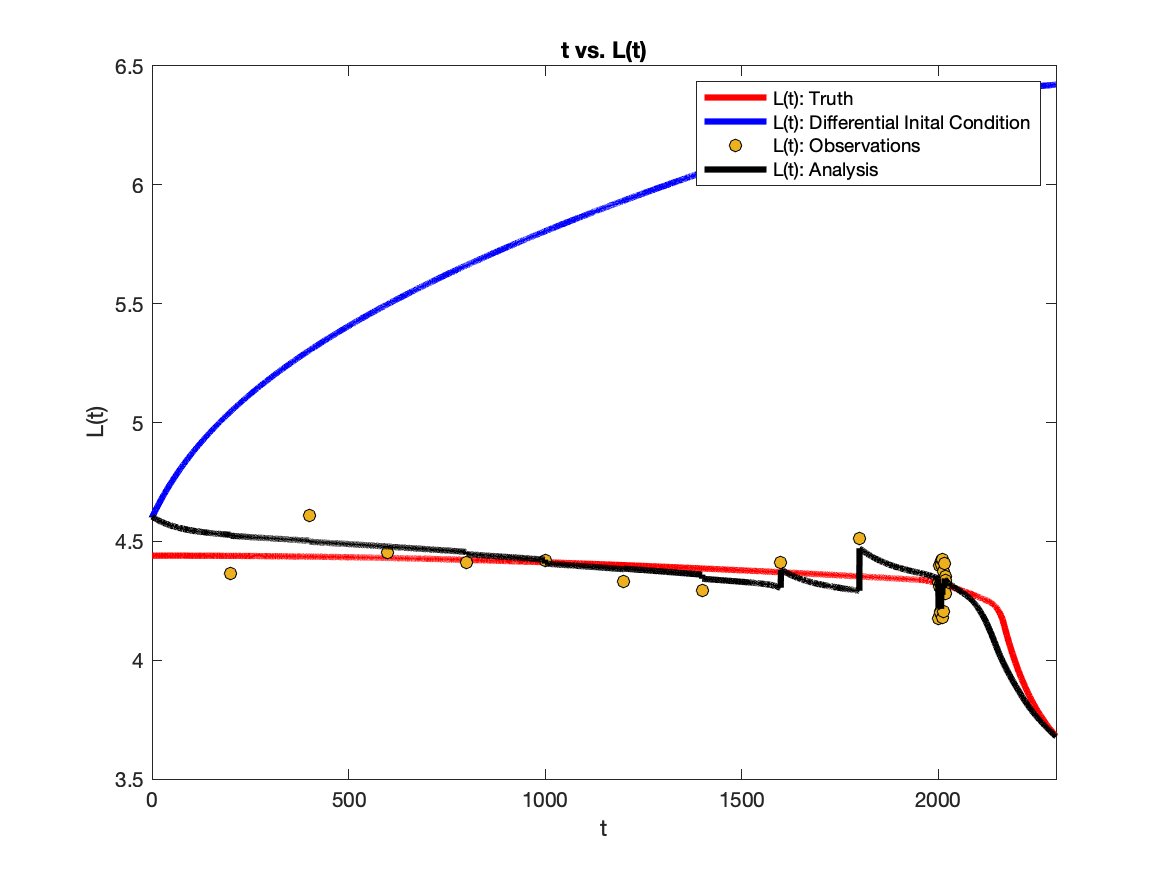 t vs. L(t)
6.5
6
5.5
5
4.5
4
3.5
L(t)
L(t): Truth
L(t): Differential Inital Condition
L(t): Observations
L(t): Analysis
0
500
1000
1500
2000
t